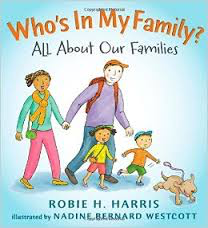 Who's In My Family?
All About Our Families
ROBIE H. HARRIS
illustrated by NADINE BERNARD WESTCOTT